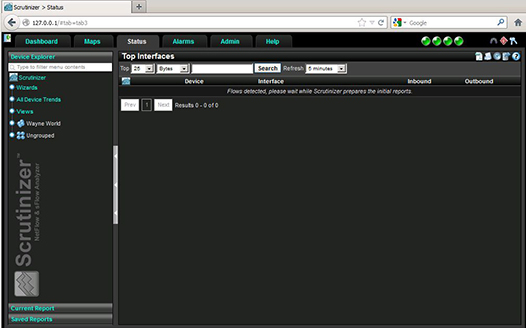 Scrutinizer > Status
127.0.0.1/#tab=tab3
Google
Dashboard Maps Status Alarms Admin Help
Device Explorer
Type to filter menu contents
Scrutinizer
Wizards
All Device Trends
Views
Wayne World
Ungrouped
Scrutinizer™
NetFlow & sFlow Analyzer
Current Report
Saved Reports
Top Interfaces
Top 25 Bytes Search Refresh 5 minutes
Device Interface Inbound Outbound
Flows detected, please wait while Scrutinizer prepares the initial reports.
Prev 1 Next Results 0 - 0 of 0